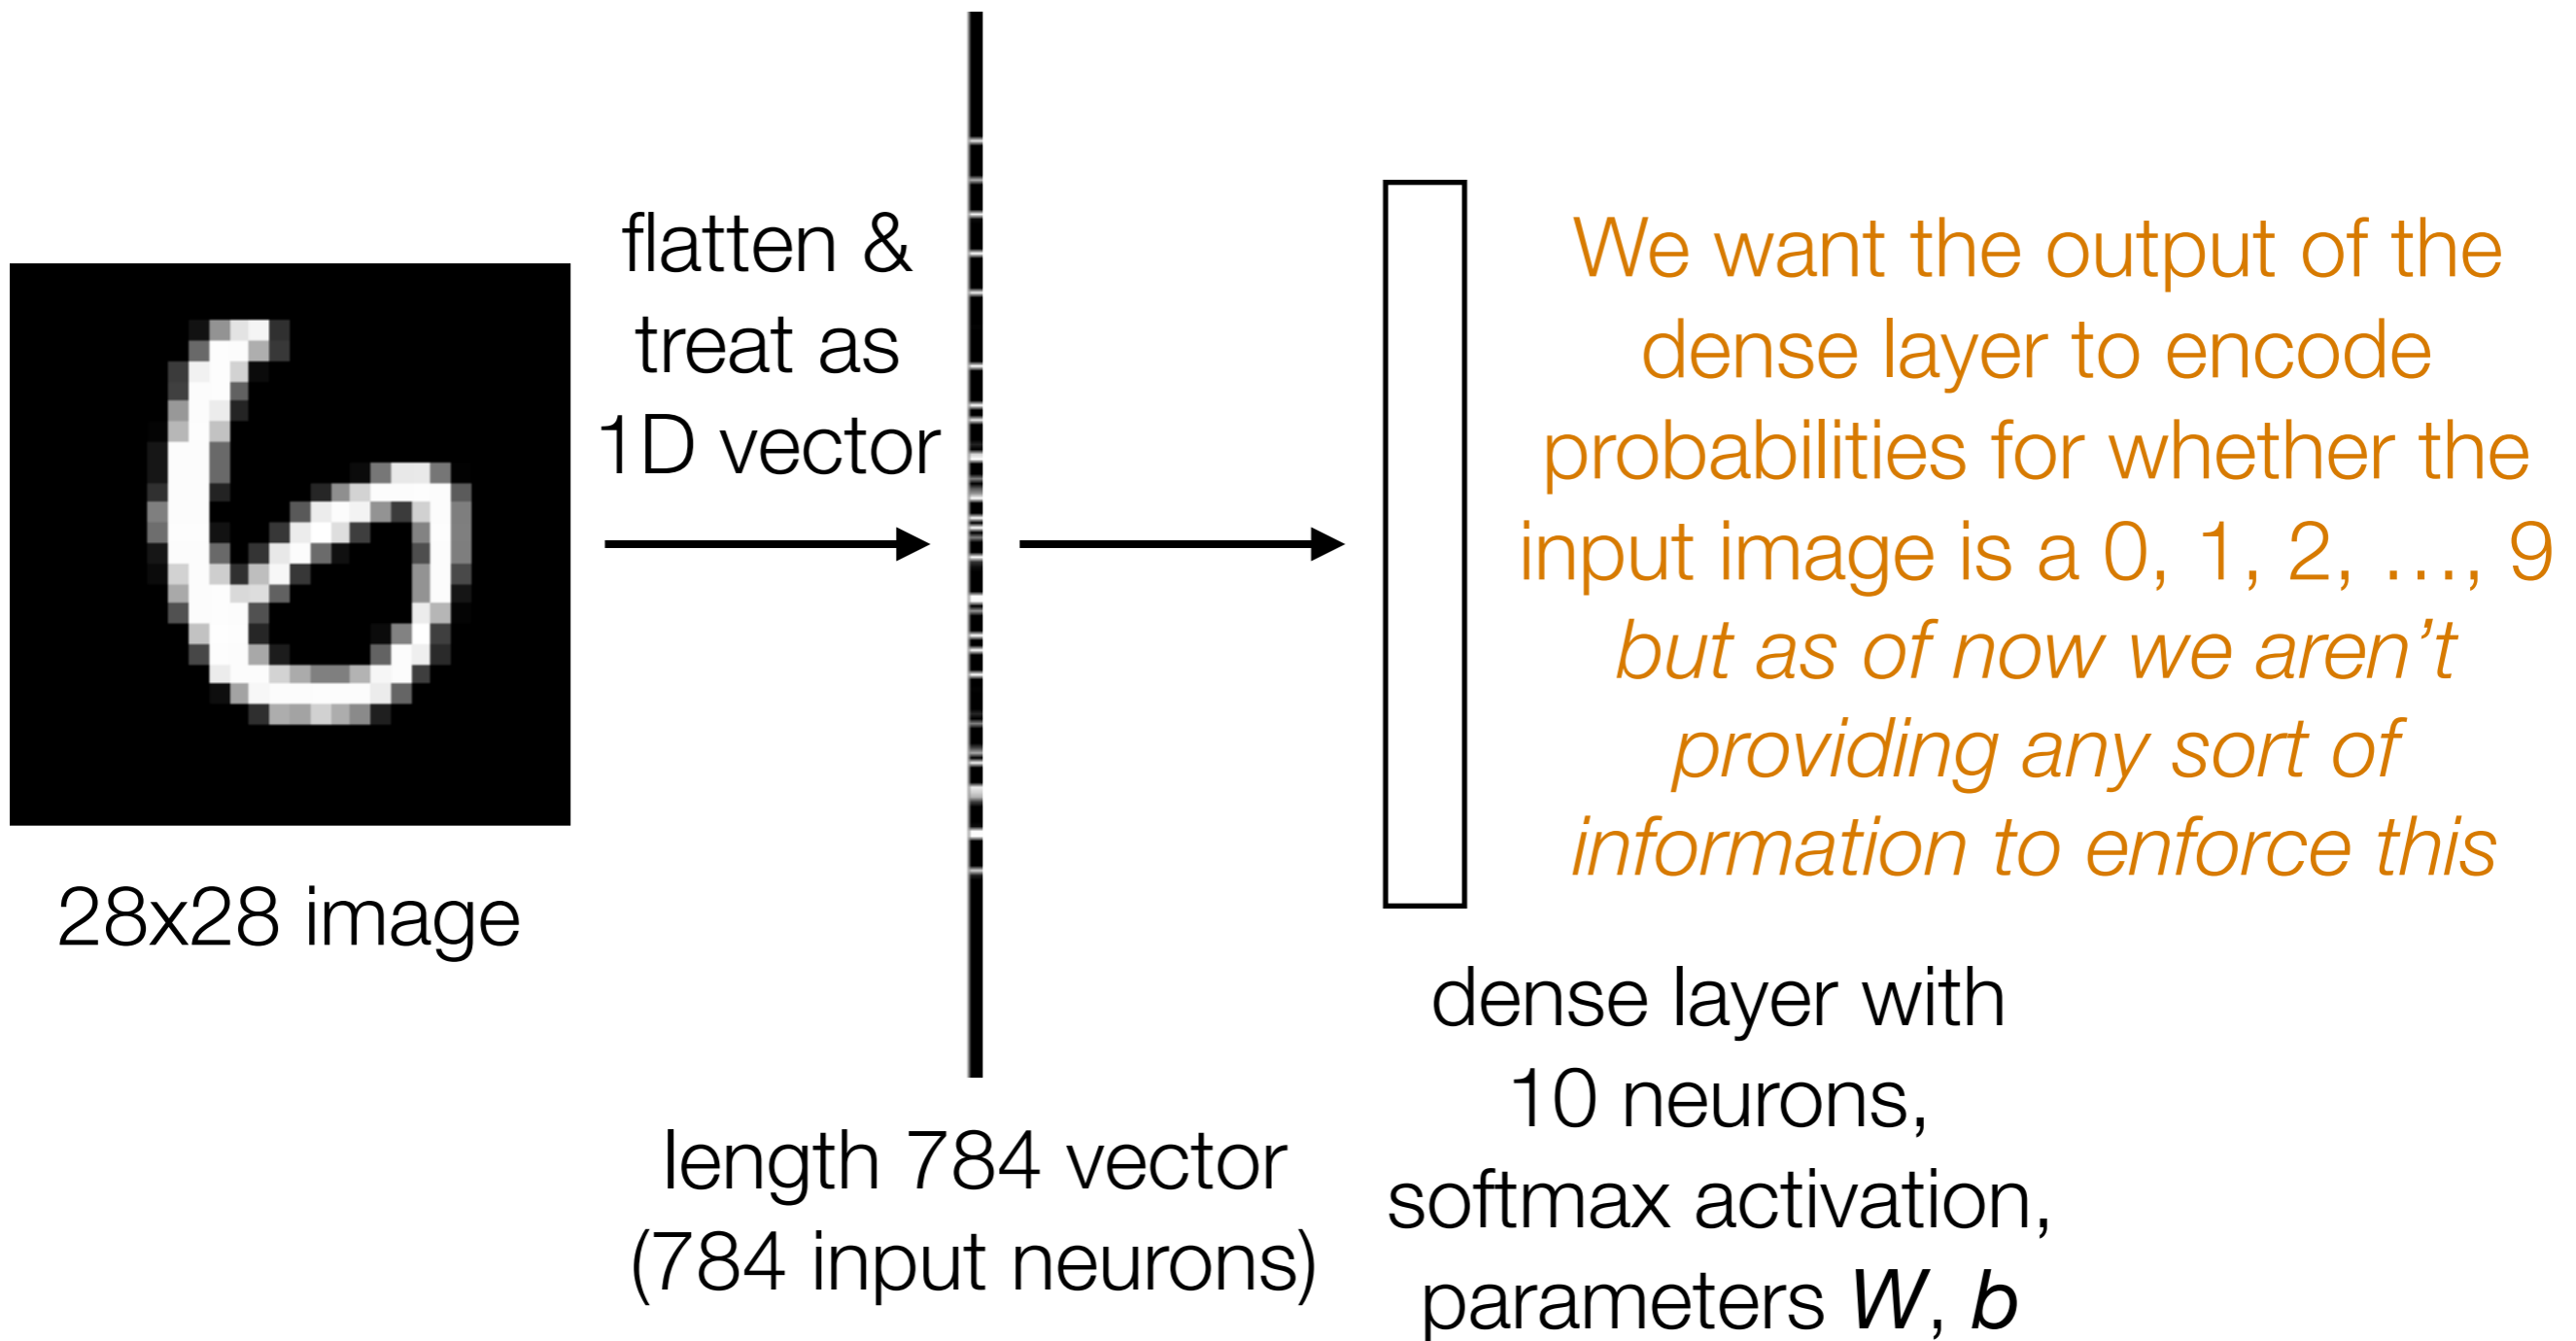 flatten &
treat as
1D vector
28x28 image
length 784 vector
(784 input neurons)
We want the output of the
dense layer to encode
probabilities for whether the
input image is a 0, 1, 2, …, 9
but as of now we aren’t
providing any sort of
information to enforce this
dense layer with
10 neurons,
softmax activation,
parameters W, b